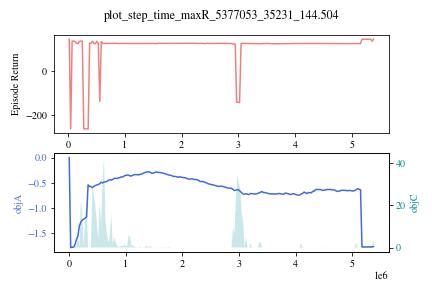 plot_step_time_maxR_5377053_35231_144.504
Episode Return
0
−200
0 1 2 3 4 5
objA
0.0
−0.5
−1.0
−1.5
objC
40
20
0
0 1 2 3 4 5
1e6